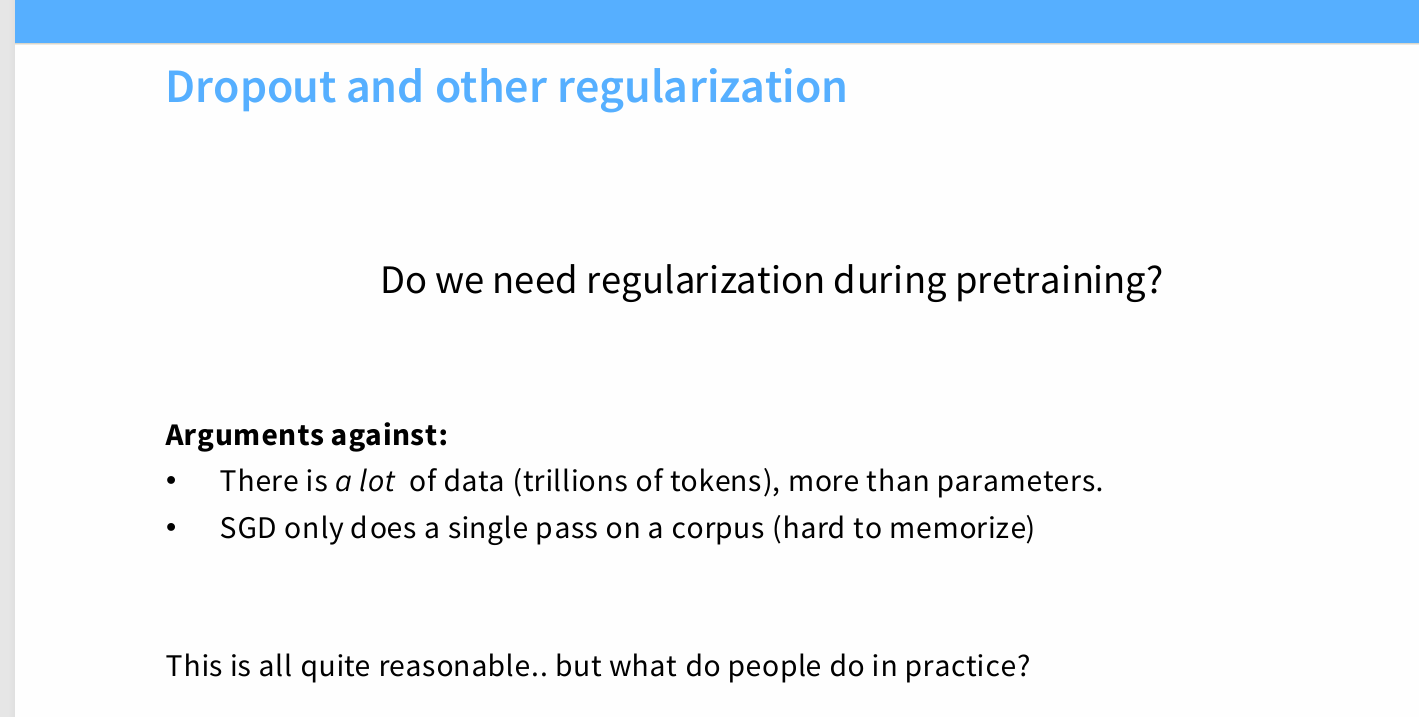 Dropout and other regularization
Do we need regularization during pretraining?
Arguments against:
• There is a lot of data (trillions of tokens), more than parameters.
• SGD only does a single pass on a corpus (hard to memorize)
This is all quite reasonable.. but what do people do in practice?